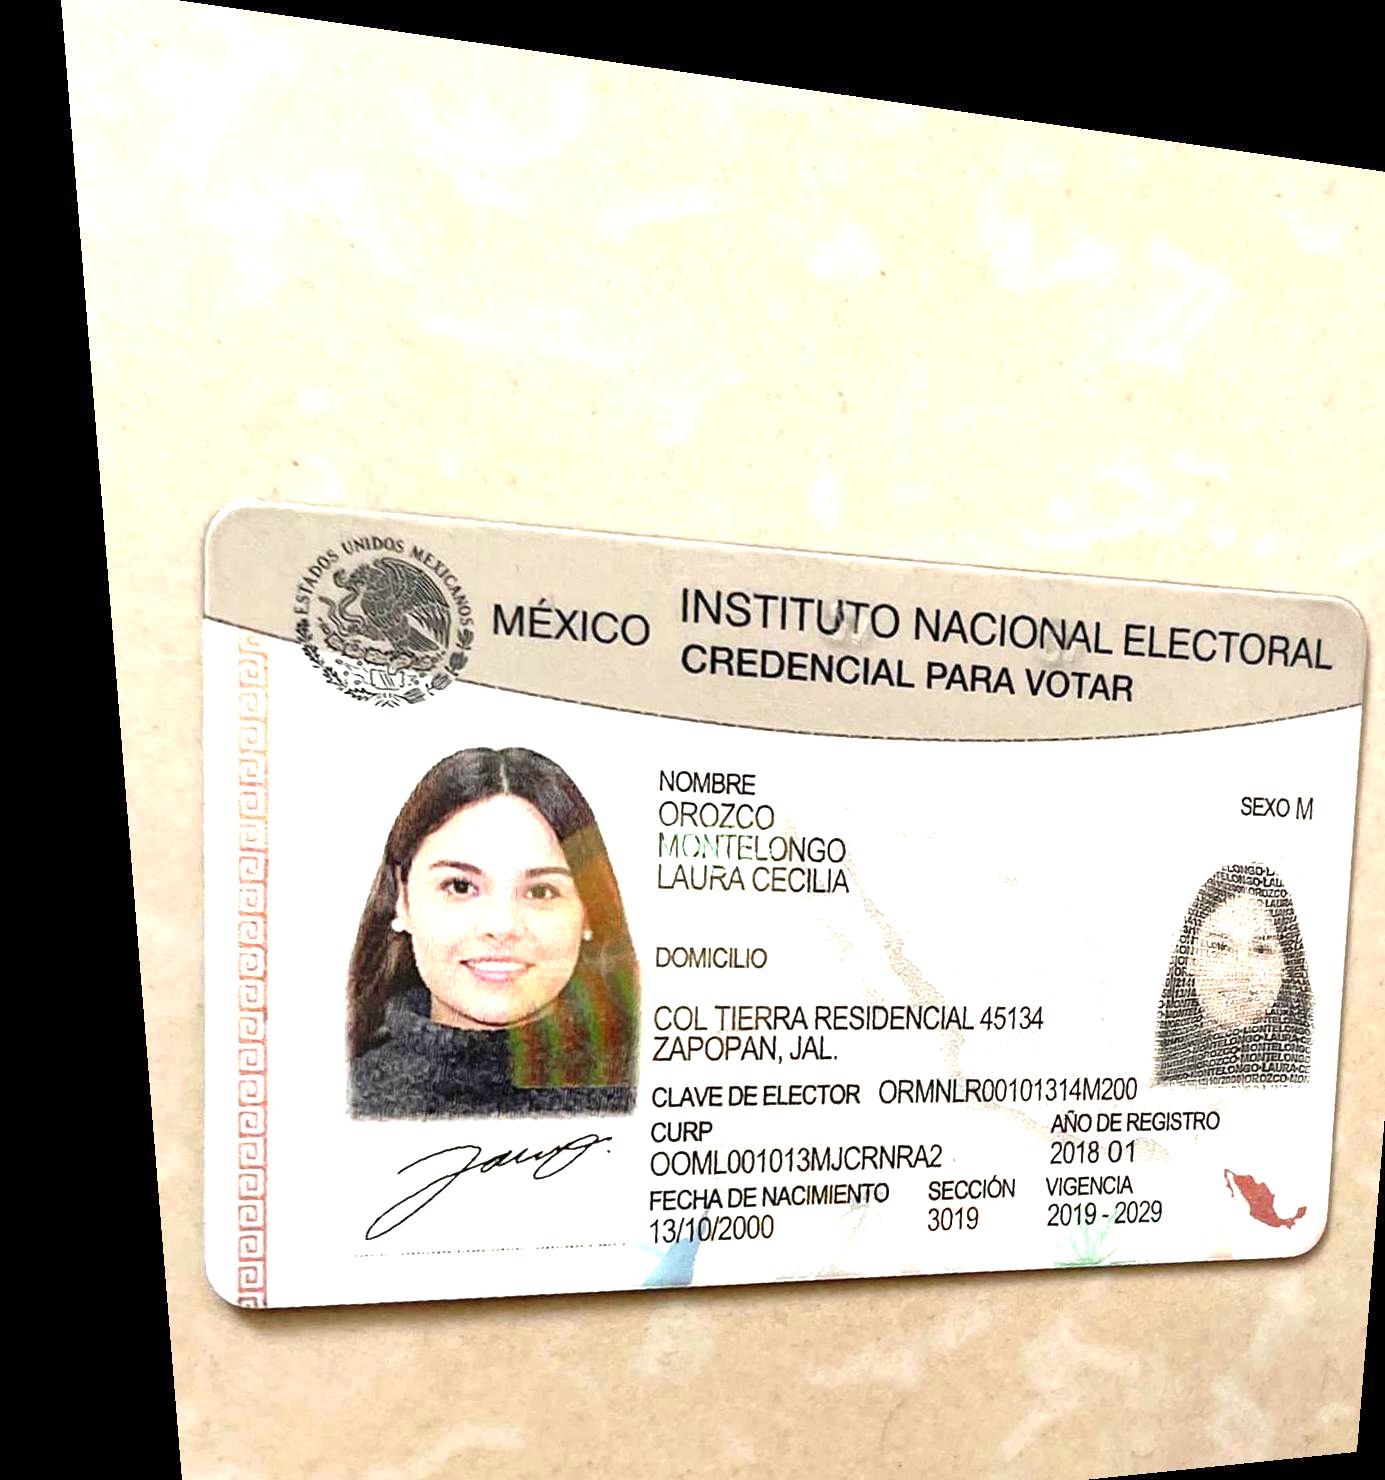 ESTADOS UNIDOS MEXICANOS
MÉXICO
INSTITUTO NACIONAL ELECTORAL
CREDENCIAL PARA VOTAR
NOMBRE
OROZCO
MONTELONGO
LAURA CECILIA
SEXO M
DOMICILIO
COL TIERRA RESIDENCIAL 45134
ZAPOPAN, JAL.
CLAVE DE ELECTOR ORMNLR00101314M200
CURP
OOML001013MJCRNRA2
AÑO DE REGISTRO
2018 01
FECHA DE NACIMIENTO
13/10/2000
SECCIÓN
3019
VIGENCIA
2019 - 2029